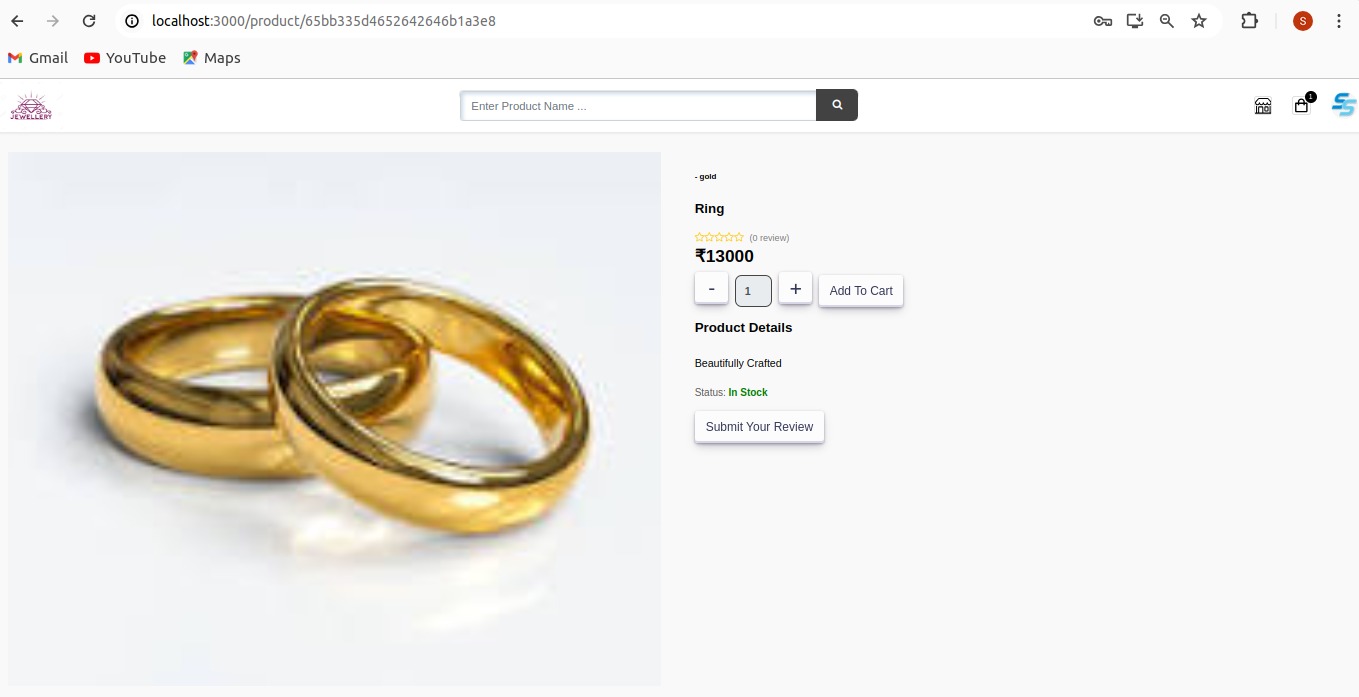 localhost:3000/product/65bb335d4652642646b1a3e8
S
Gmail YouTube Maps
JEWELLERY
Enter Product Name ...
1
SS
- gold
Ring
(0 review)
₹13000
- 1 + Add To Cart
Product Details
Beautifully Crafted
Status: In Stock
Submit Your Review